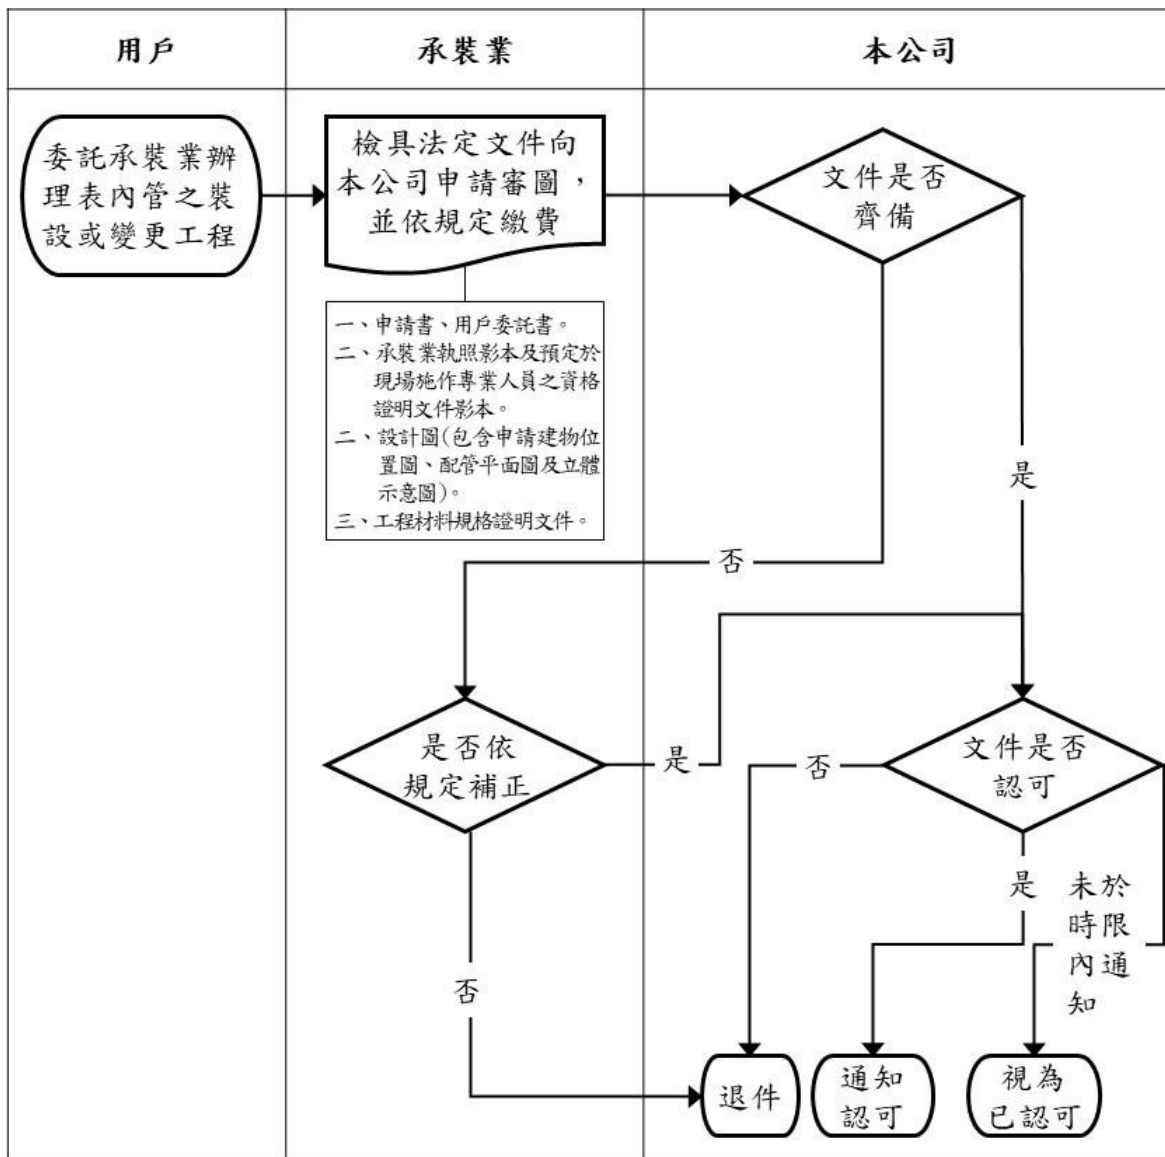 用戶
承裝業
本公司
委託承裝業辦
理表內管之裝
設或變更工程
檢具法定文件向
本公司申請審圖，
並依規定繳費
文件是否
齊備
一、申請書、用戶委託書。
二、承裝業執照影本及預定於
現場施作專業人員之資格
證明文件影本。
二、設計圖(包含申請建物位
置圖、配管平面圖及立體
示意圖)。
三、工程材料規格證明文件。
是
否
是否依
規定補正
是
否
文件是否
認可
是
未於
時限
內通
知
否
退件
通知
認可
視為
已認可